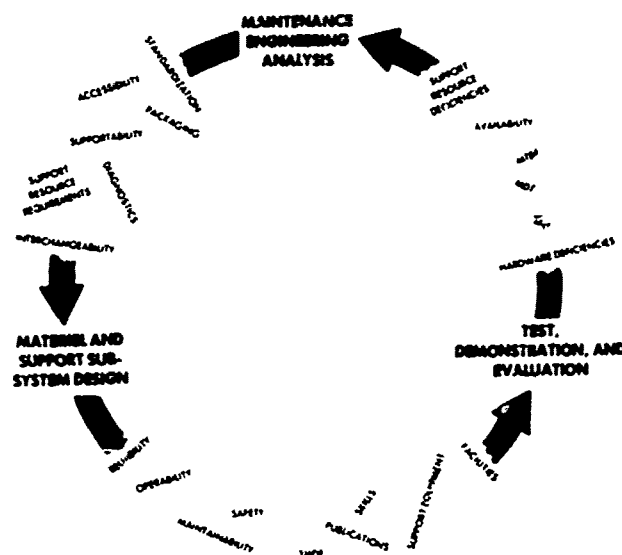 MAINTENANCE
ENGINEERING
ANALYSIS
SUPPORT
RESOURCE
DEFICIENCIES
AVAILABILITY
MTBF
MDT
HARDWARE DEFICIENCIES
TEST,
DEMONSTRATION, AND
EVALUATION
FACILITIES
SUPPORT EQUIPMENT
SKILLS
PUBLICATIONS
SAFETY
MAINTAINABILITY
OPERABILITY
RELIABILITY
MATERIEL AND
SUPPORT SUB-
SYSTEM DESIGN
INTERCHANGEABILITY
SUPPORT
RESOURCE
REQUIREMENTS
DIAGNOSTICS
SUPPORTABILITY
PACKAGING
ACCESSIBILITY
STANDARDIZATION